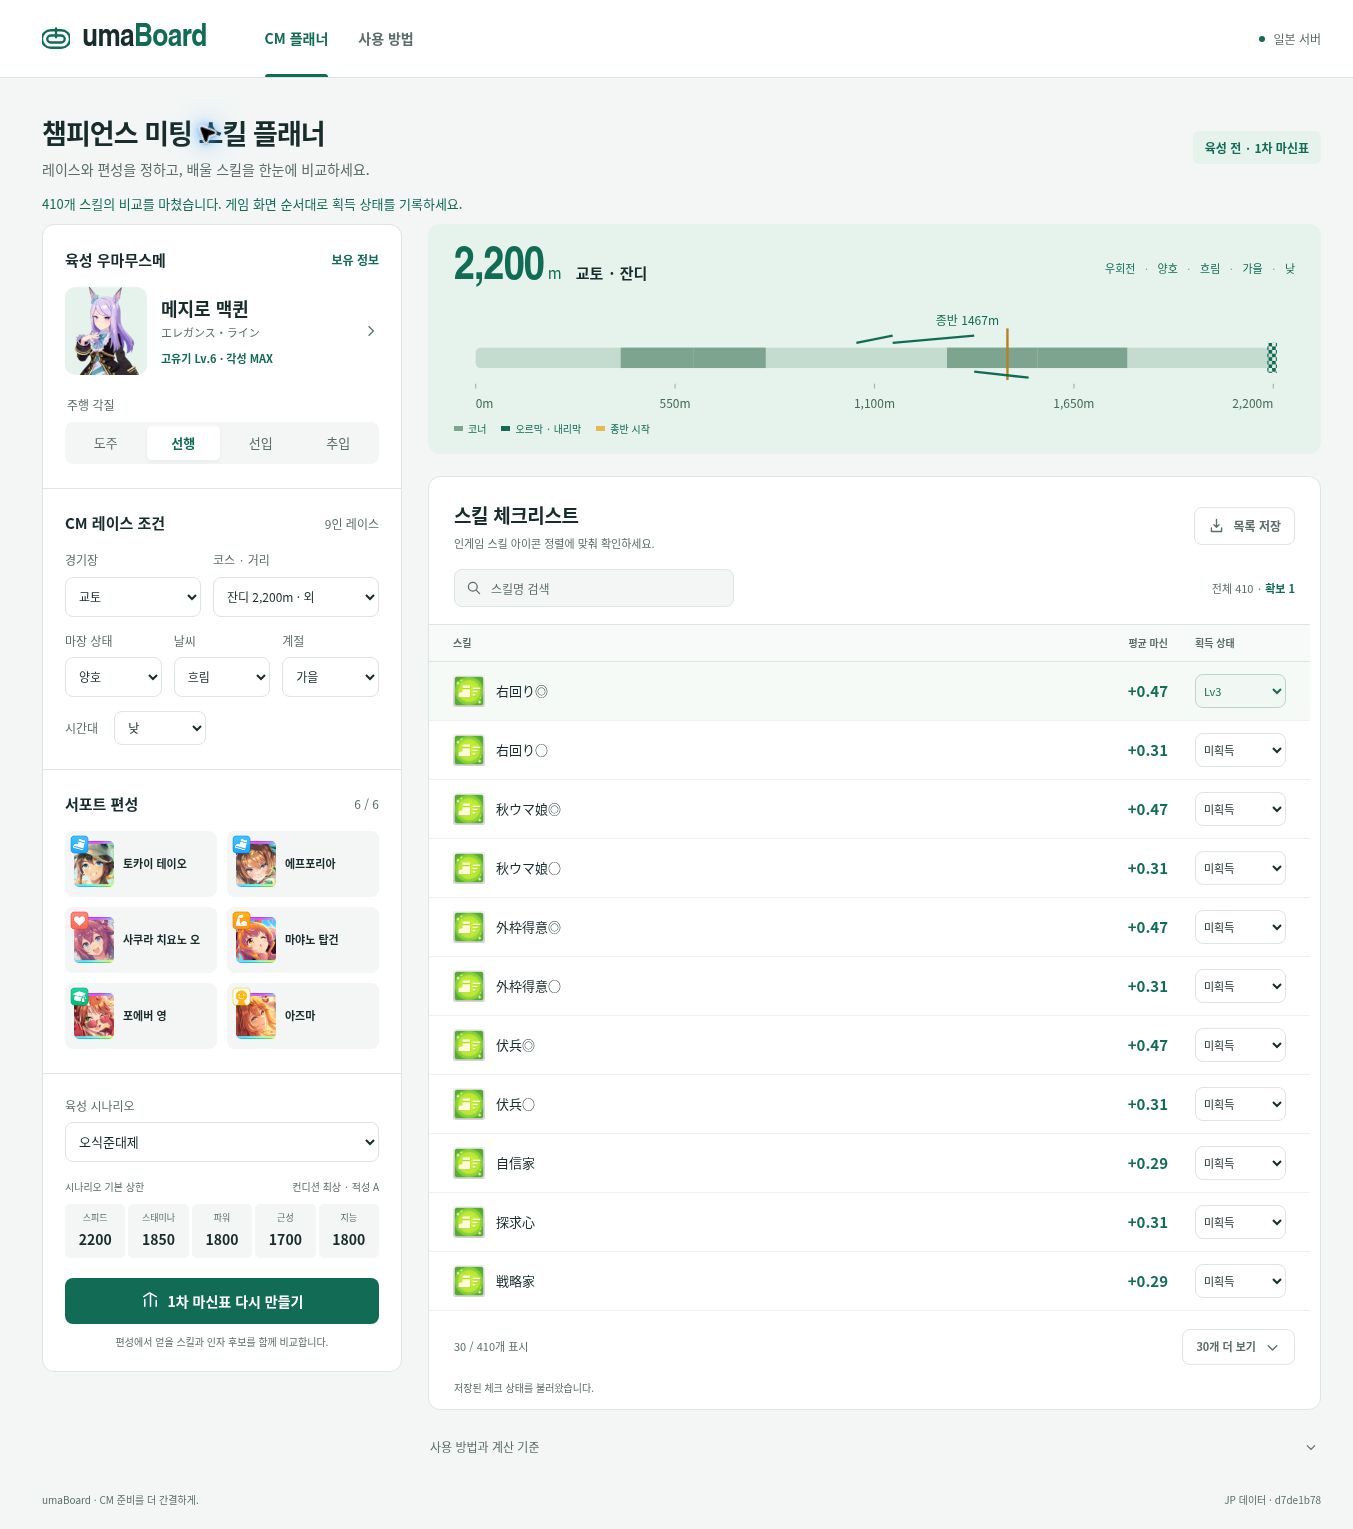 umaBoard
CM 플래너
사용 방법
일본 서버
챔피언스 미팅 스킬 플래너
레이스와 편성을 정하고, 배울 스킬을 한눈에 비교하세요.
육성 전 · 1차 마신표
410개 스킬의 비교를 마쳤습니다. 게임 화면 순서대로 획득 상태를 기록하세요.
육성 우마무스메
보유 정보
메지로 맥퀸
エレガンス・ライン
고유기 Lv.6 · 각성 MAX
주행 각질
도주
선행
선입
추입
CM 레이스 조건
9인 레이스
경기장
코스 · 거리
교토
잔디 2,200m · 외
마장 상태
날씨
계절
양호
흐림
가을
시간대
낮
서포트 편성
6 / 6
토카이 테이오
에프포리아
사쿠라 치요노 오
마야노 탑건
포에버 영
아즈마
육성 시나리오
오식준대제
시나리오 기본 상한
컨디션 최상 · 적성 A
스피드
스태미나
파워
근성
지능
2200
1850
1800
1700
1800
1차 마신표 다시 만들기
편성에서 얻을 스킬과 인자 후보를 함께 비교합니다.
2,200 m 교토 · 잔디
우회전 · 양호 · 흐림 · 가을 · 낮
종반 1467m
0m
550m
1,100m
1,650m
2,200m
코너
오르막 · 내리막
종반 시작
스킬 체크리스트
인게임 스킬 아이콘 정렬에 맞춰 확인하세요.
목록 저장
스킬명 검색
전체 410 · 확보 1
스킬
평균 마신
획득 상태
右回り◎ +0.47 Lv3
右回り○ +0.31 미획득
秋ウマ娘◎ +0.47 미획득
秋ウマ娘○ +0.31 미획득
外枠得意◎ +0.47 미획득
外枠得意○ +0.31 미획득
伏兵◎ +0.47 미획득
伏兵○ +0.31 미획득
自信家 +0.29 미획득
探求心 +0.31 미획득
戦略家 +0.29 미획득
30 / 410개 표시
30개 더 보기
저장된 체크 상태를 불러왔습니다.
사용 방법과 계산 기준
umaBoard · CM 준비를 더 간결하게.
JP 데이터 · d7de1b78